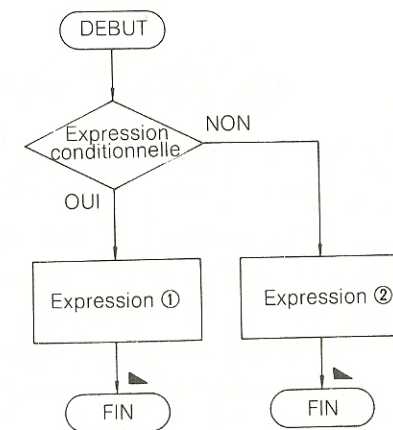 DEBUT
Expression
conditionnelle
NON
OUI
Expression ①
Expression ②
FIN
FIN